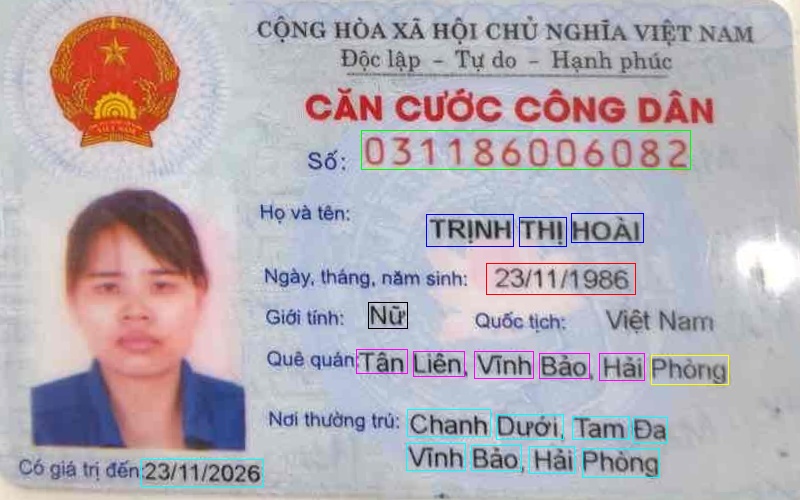 CỘNG HÒA XÃ HỘI CHỦ NGHĨA VIỆT NAM
Độc lập - Tự do - Hạnh phúc
CĂN CƯỚC CÔNG DÂN
Số: 031186006082
Họ và tên:
TRỊNH THỊ HOÀI
Ngày, tháng, năm sinh: 23/11/1986
Giới tính: Nữ Quốc tịch: Việt Nam
Quê quán: Tân Liên, Vĩnh Bảo, Hải Phòng
Nơi thường trú: Chanh Dưới, Tam Đa
Vĩnh Bảo, Hải Phòng
Có giá trị đến: 23/11/2026